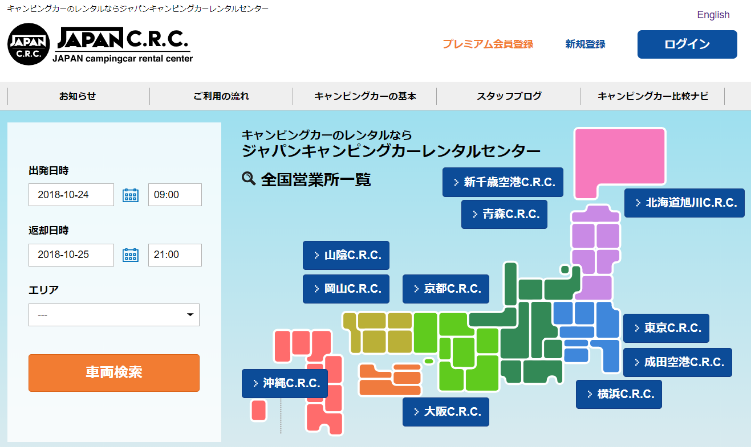 キャンピングカーのレンタルならジャパンキャンピングカーレンタルセンター
English
JAPAN
C.R.C.
JAPAN C.R.C.
JAPAN campingcar rental center
プレミアム会員登録
新規登録
ログイン
お知らせ
ご利用の流れ
キャンピングカーの基本
スタッフブログ
キャンピングカー比較ナビ
出発日時
2018-10-24
09:00
返却日時
2018-10-25
21:00
エリア
---
車両検索
キャンピングカーのレンタルなら
ジャパンキャンピングカーレンタルセンター
全国営業所一覧
新千歳空港C.R.C.
北海道旭川C.R.C.
青森C.R.C.
山陰C.R.C.
岡山C.R.C.
京都C.R.C.
東京C.R.C.
成田空港C.R.C.
沖縄C.R.C.
横浜C.R.C.
大阪C.R.C.